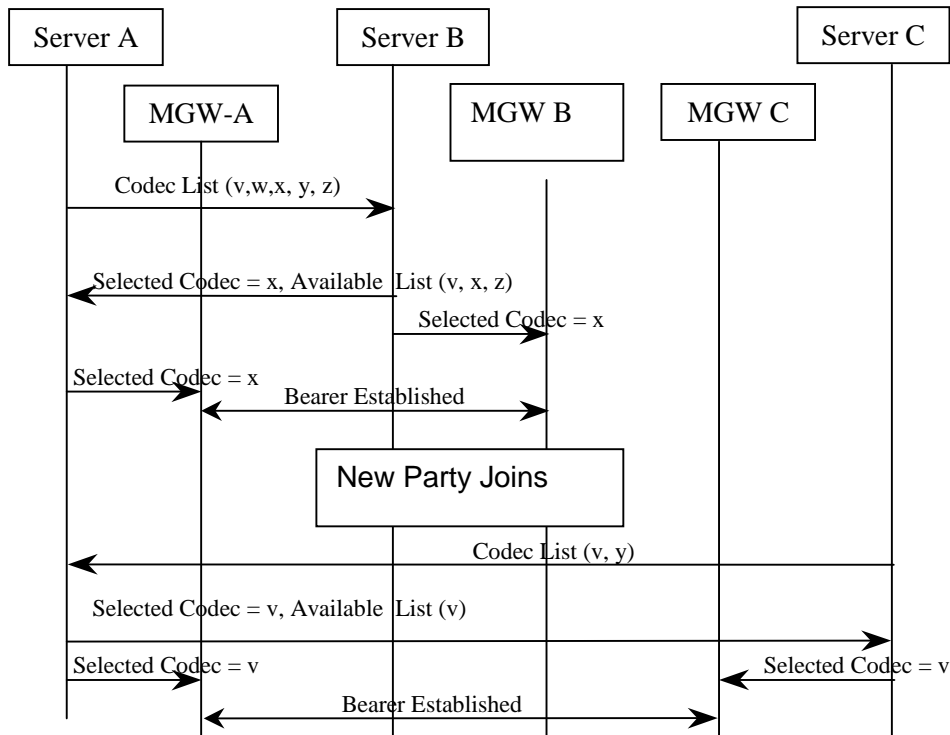 Server A
Server B
Server C
MGW-A
MGW B
MGW C
Codec List (v,w,x, y, z)
Selected Codec = x, Available List (v, x, z)
Selected Codec = x
Selected Codec = x
Bearer Established
New Party Joins
Codec List (v, y)
Selected Codec = v, Available List (v)
Selected Codec = v
Selected Codec = v
Bearer Established